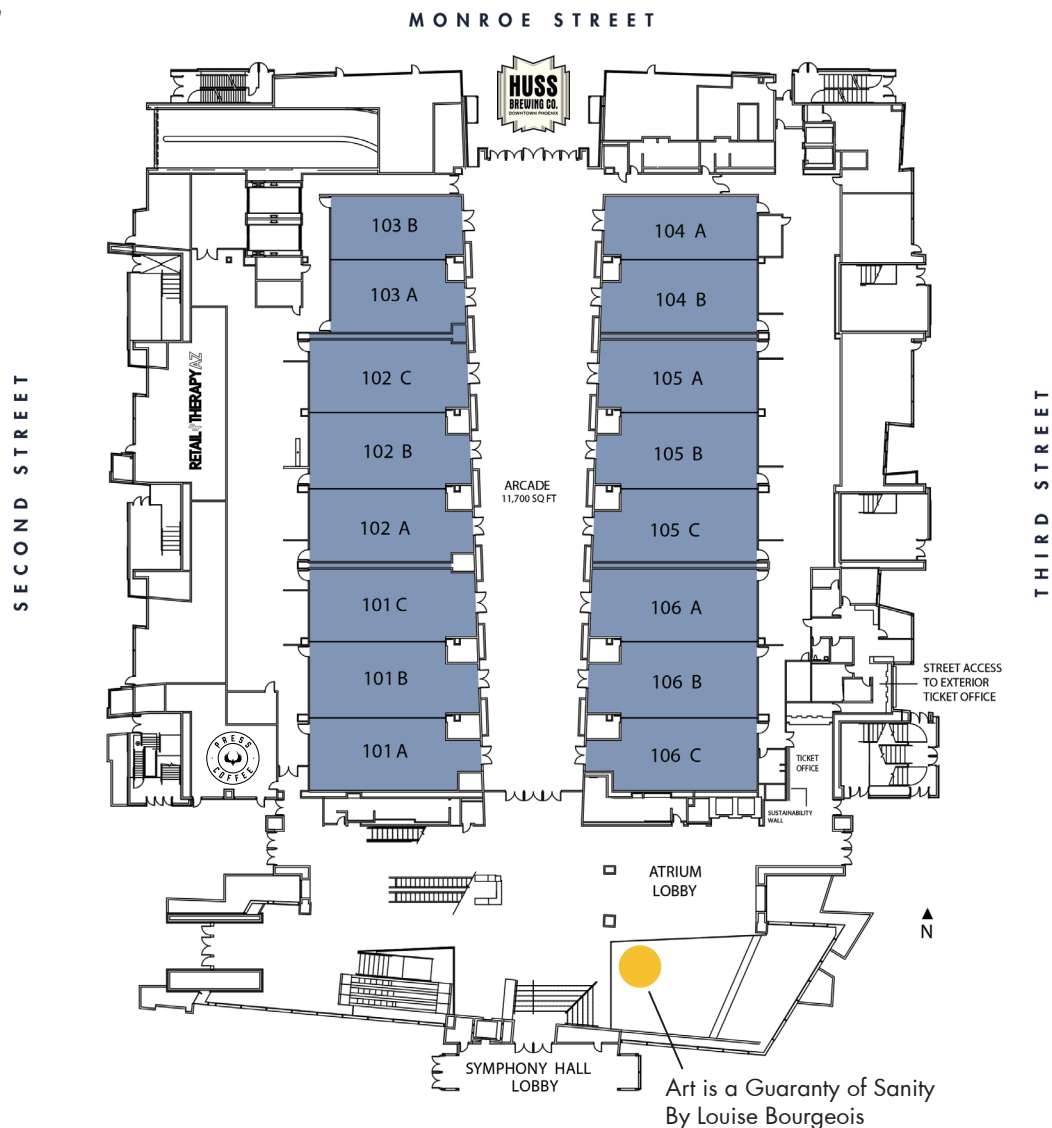 MONROE STREET
HUSS
BREWING CO.
DOWNTOWN PHOENIX
103 B
104 A
103 A
104 B
102 C
105 A
RETAIL THERAPY AZ
SECOND STREET
THIRD STREET
102 B
105 B
ARCADE
11,700 SQ FT
102 A
105 C
101 C
106 A
101 B
106 B
STREET ACCESS
TO EXTERIOR
TICKET OFFICE
PRESS
COFFEE
101 A
106 C
TICKET
OFFICE
SUSTAINABILITY
WALL
ATRIUM
LOBBY
N
SYMPHONY HALL
LOBBY
Art is a Guaranty of Sanity
By Louise Bourgeois